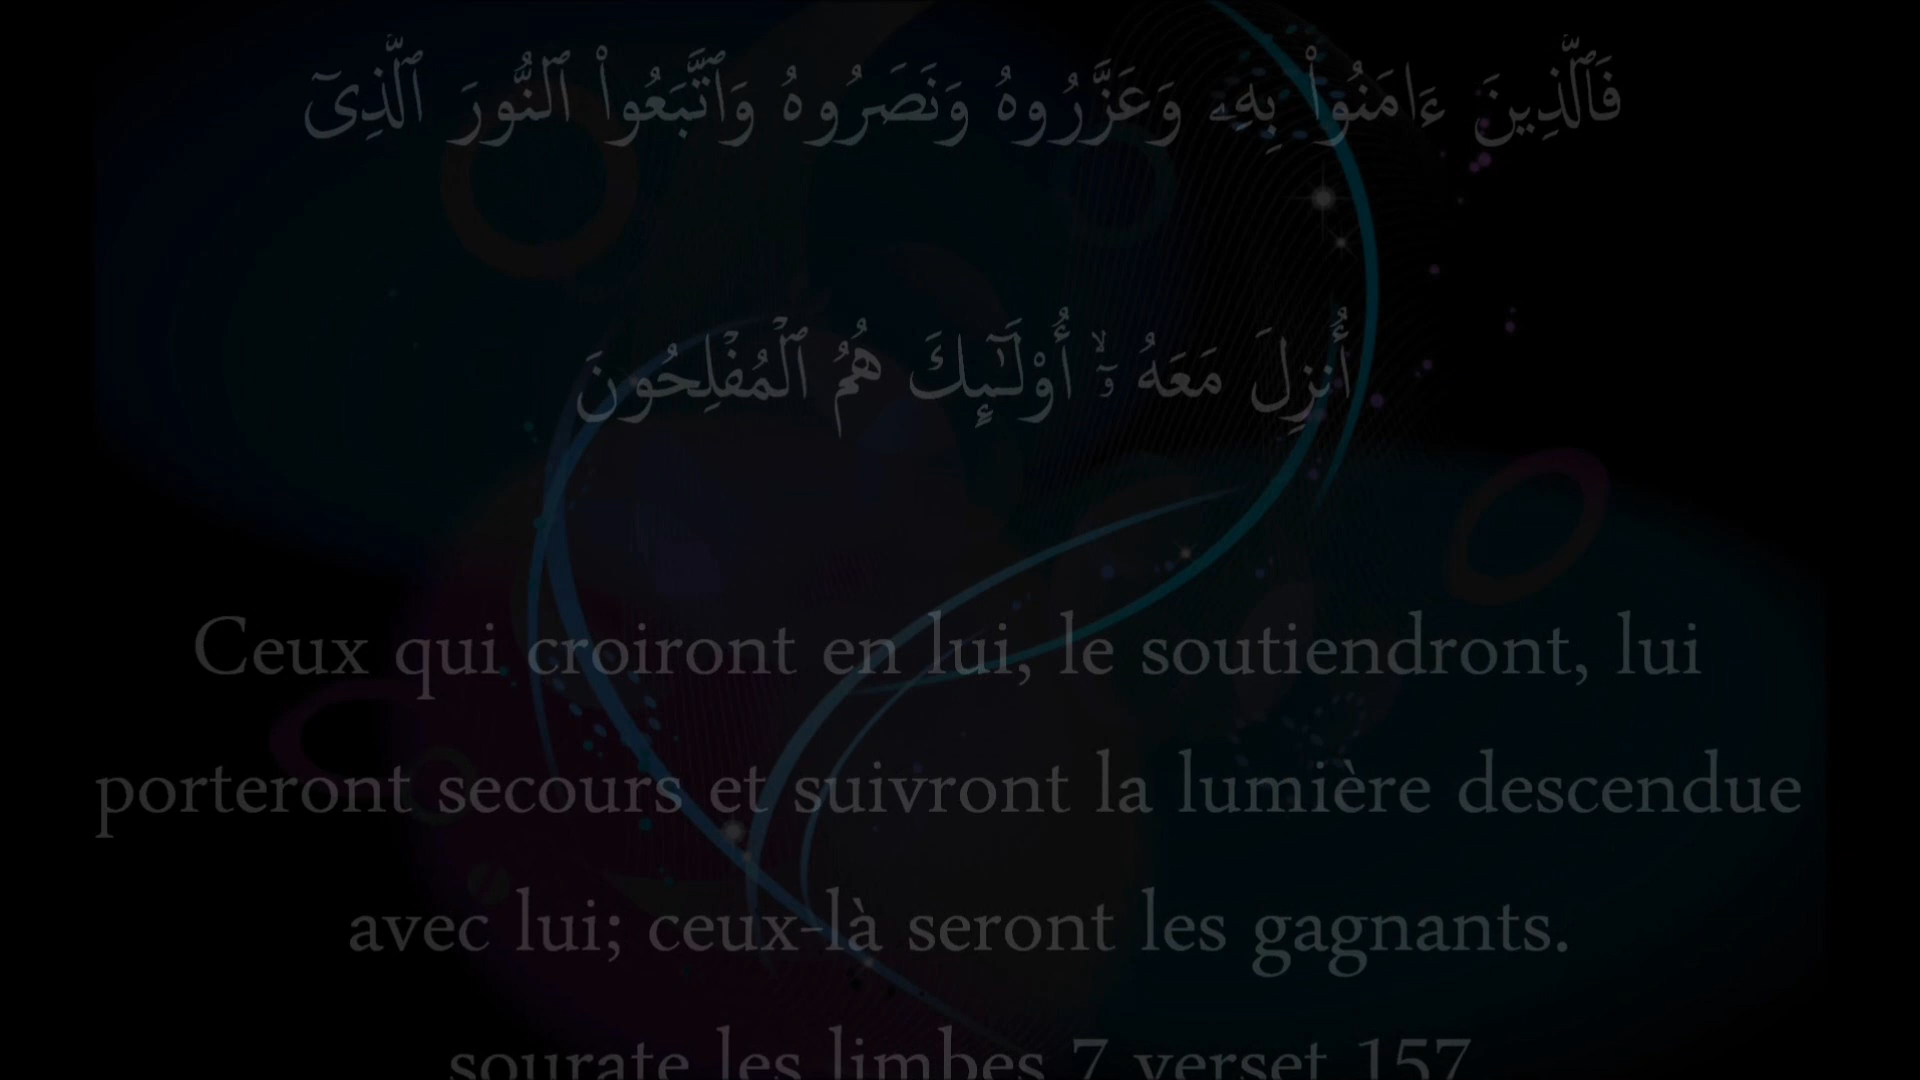 فَٱلَّذِينَ ءَامَنُوا۟ بِهِۦ وَعَزَّرُوهُ وَنَصَرُوهُ وَٱتَّبَعُوا۟ ٱلنُّورَ ٱلَّذِىٓ
أُنزِلَ مَعَهُۥٓ ۙ أُو۟لَـٰٓئِكَ هُمُ ٱلْمُفْلِحُونَ
Ceux qui croiront en lui, le soutiendront, lui
porteront secours et suivront la lumière descendue
avec lui; ceux-là seront les gagnants.
sourate les limbes 7 verset 157